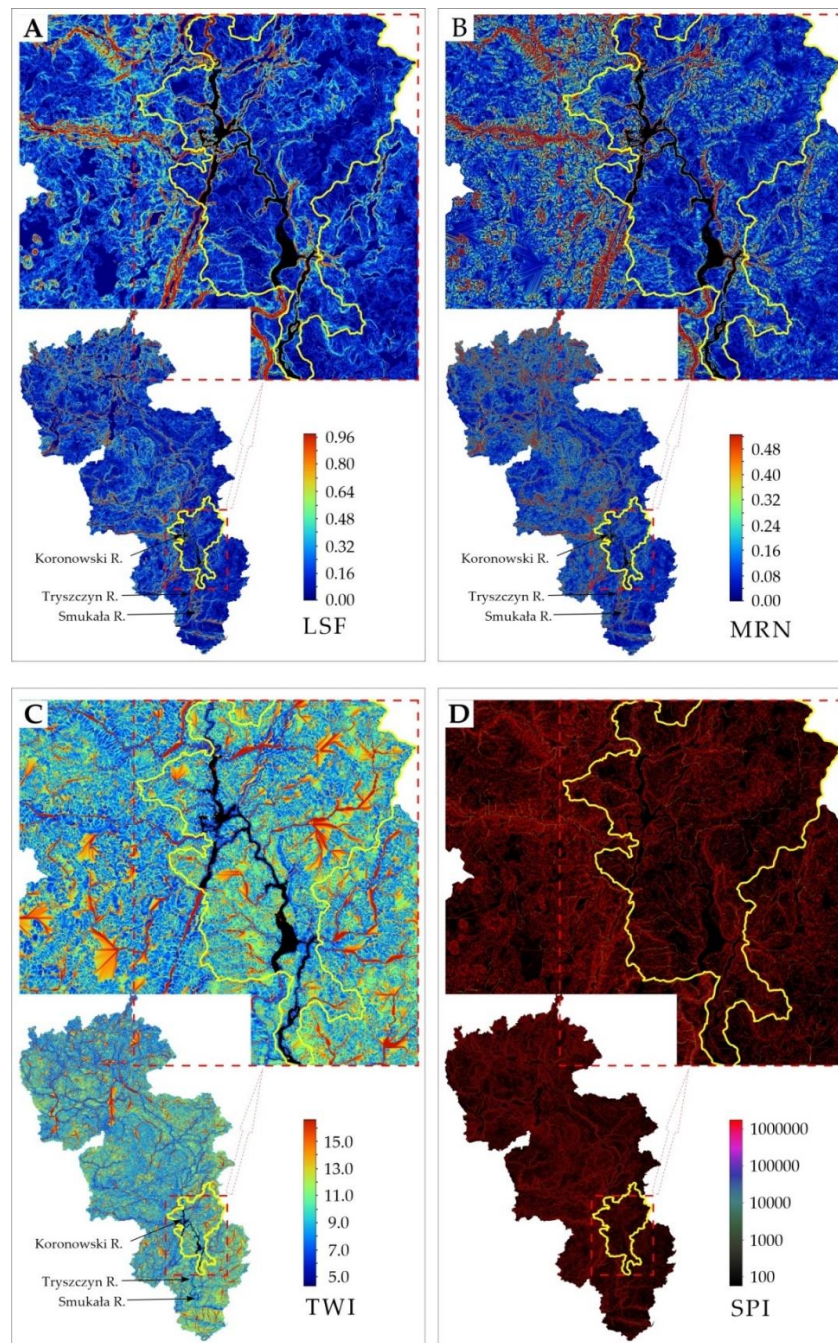 A
0.96
0.80
0.64
0.48
0.32
0.16
0.00
Koronowski R.
Tryszczyn R.
Smukała R.
LSF
B
0.48
0.40
0.32
0.24
0.16
0.08
0.00
Koronowski R.
Tryszczyn R.
Smukała R.
MRN
C
15.0
13.0
11.0
9.0
7.0
5.0
Koronowski R.
Tryszczyn R.
Smukała R.
TWI
D
1000000
100000
10000
1000
100
SPI